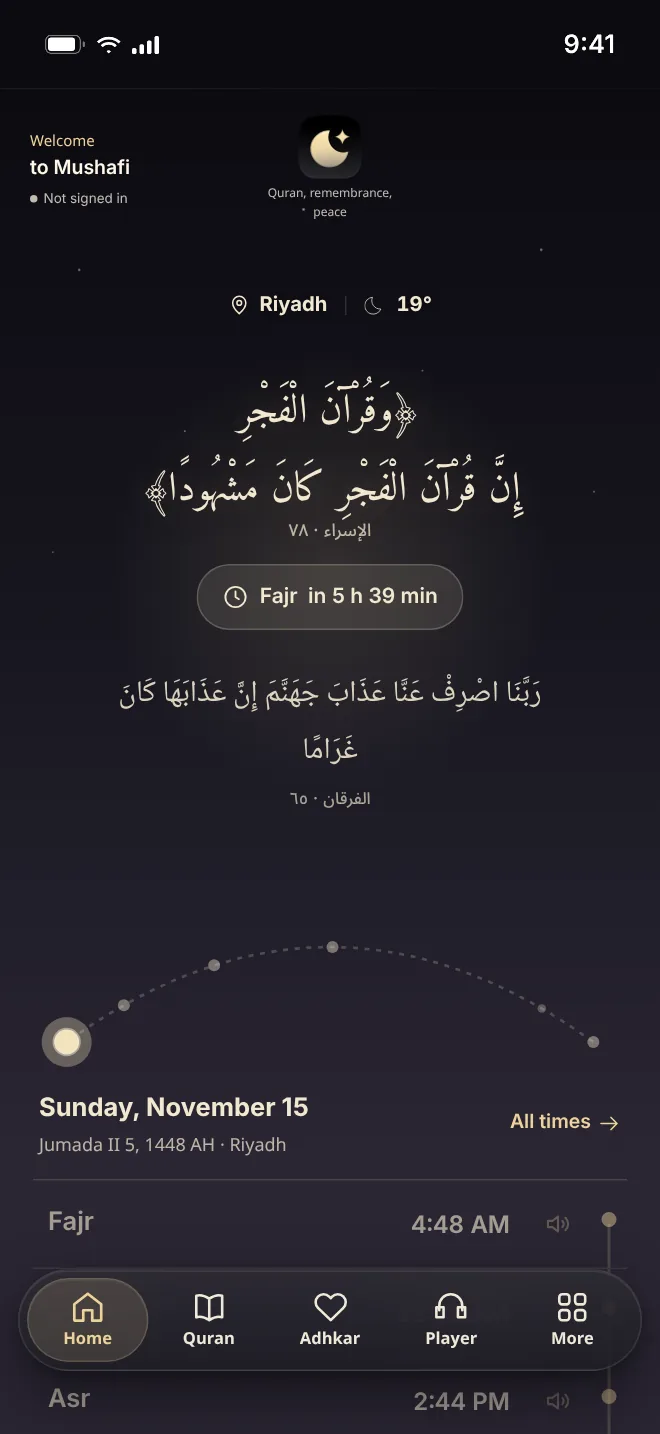 9:41
Welcome
to Mushafi
Not signed in
Quran, remembrance,
peace
Riyadh
19°
﴿وَقُرْآنَ الْفَجْرِ
إِنَّ قُرْآنَ الْفَجْرِ كَانَ مَشْهُودًا﴾
الإسراء · ٧٨
Fajr in 5 h 39 min
رَبَّنَا اصْرِفْ عَنَّا عَذَابَ جَهَنَّمَ إِنَّ عَذَابَهَا كَانَ
غَرَامًا
الفرقان · ٦٥
Sunday, November 15
Jumada II 5, 1448 AH · Riyadh
All times →
Fajr 4:48 AM
Home Quran Adhkar Player More
Asr 2:44 PM